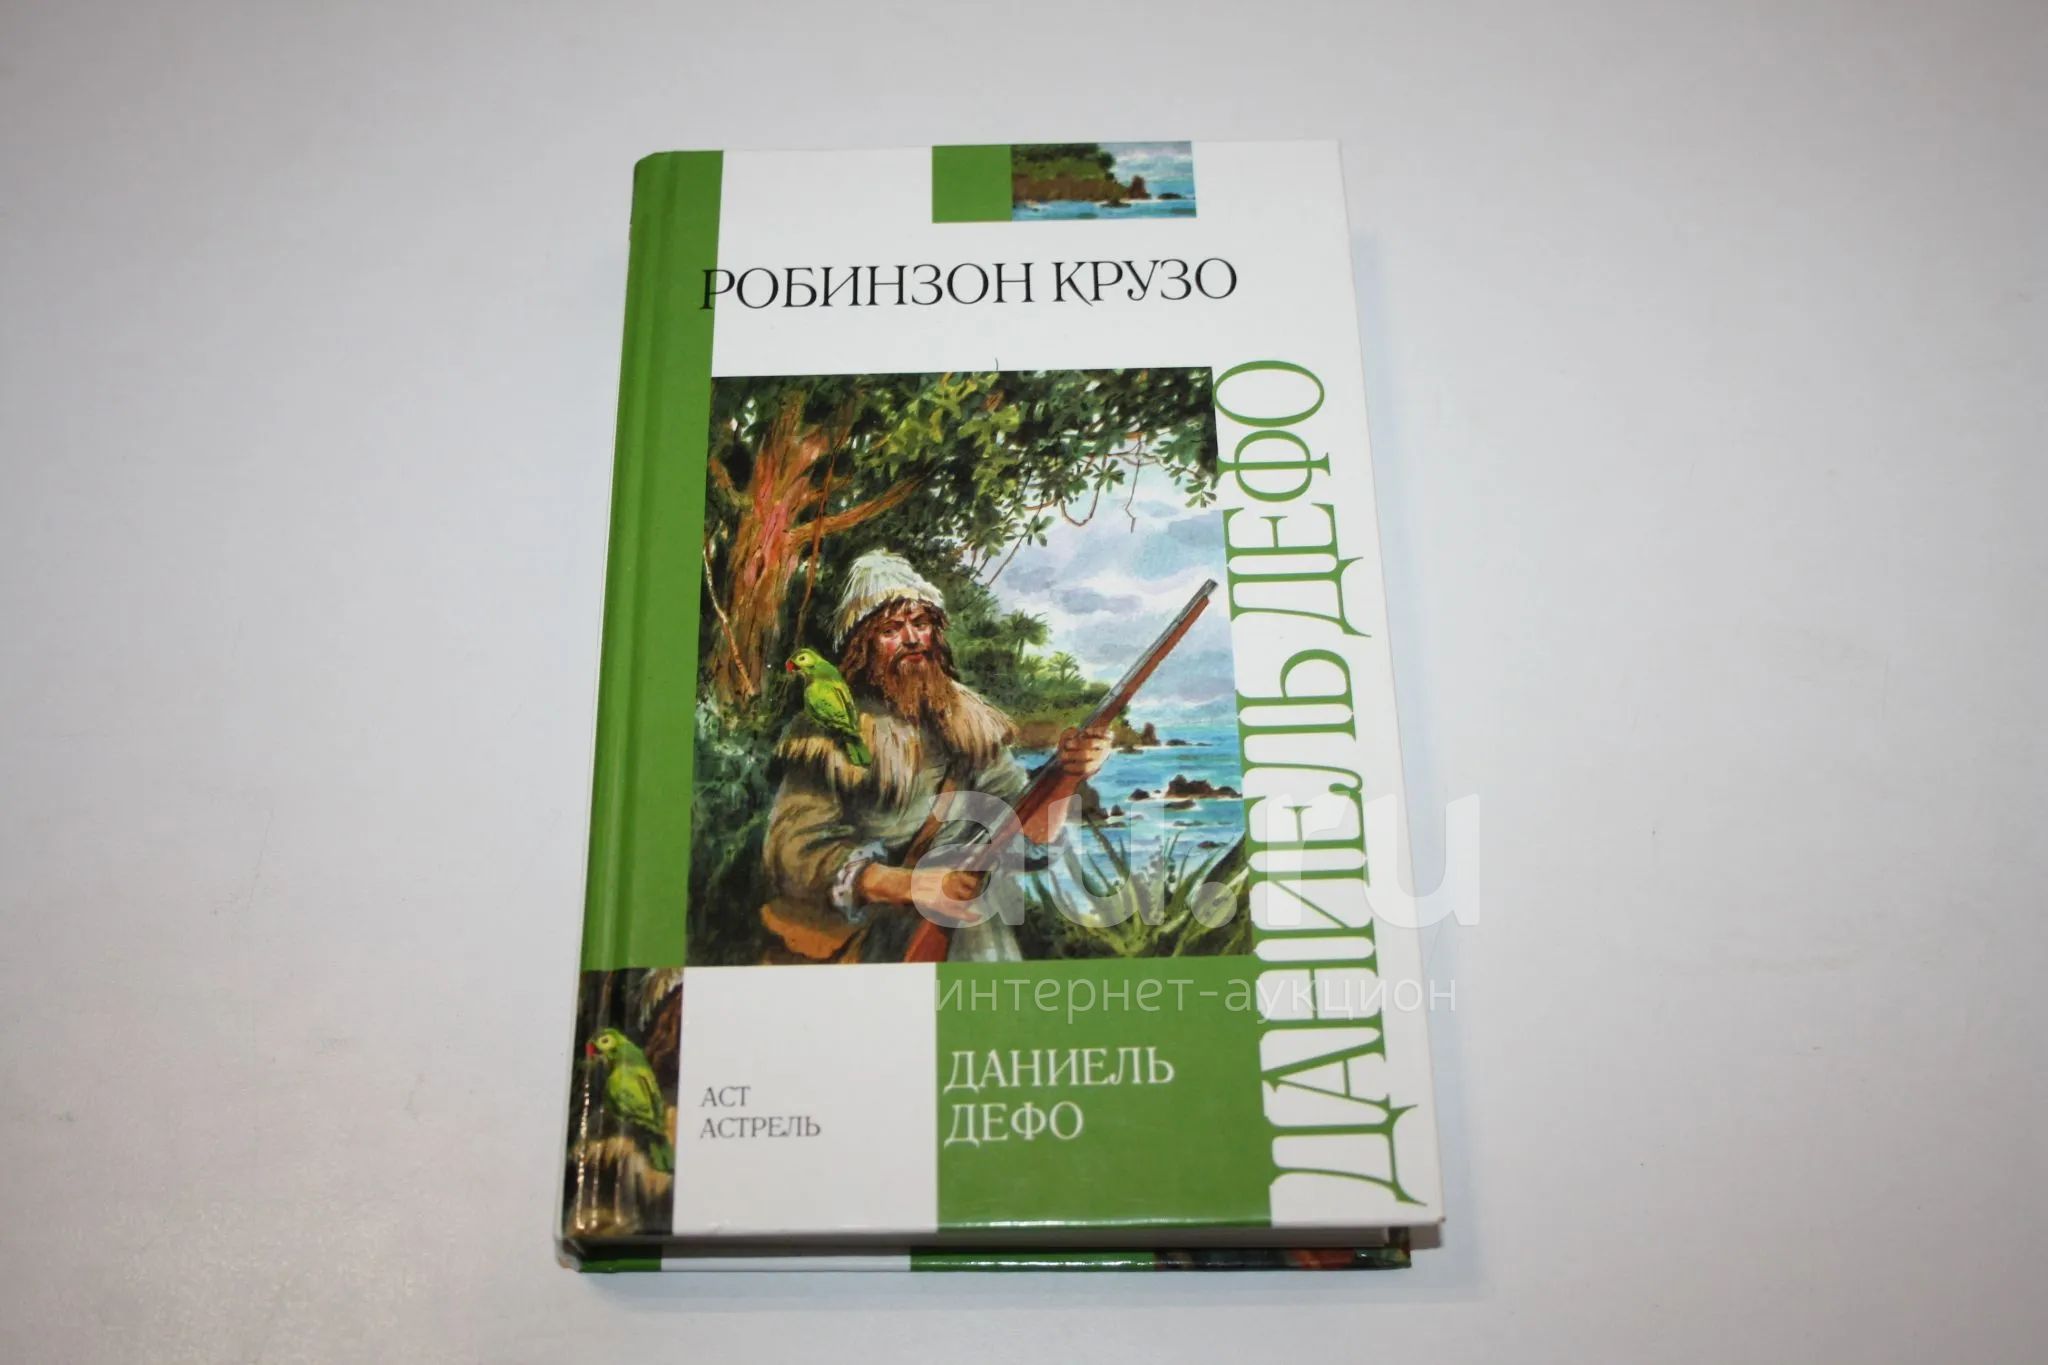 РОБИНЗОН КРУЗО
ДАНИЕЛЬ ДЕФО
au.ru
интернет-аукцион
ДАНИЕЛЬ
ДЕФО
АСТ
АСТРЕЛЬ